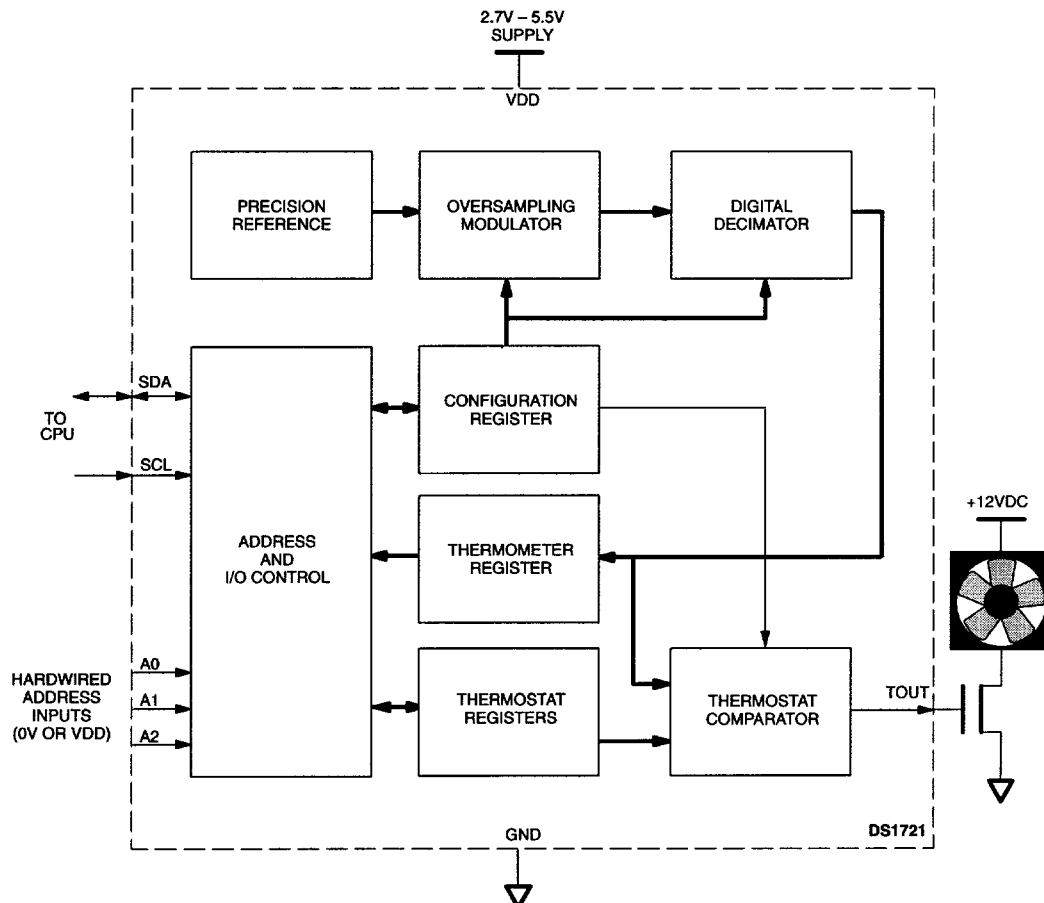 2.7V – 5.5V
SUPPLY
VDD
PRECISION
REFERENCE
OVERSAMPLING
MODULATOR
DIGITAL
DECIMATOR
SDA
TO
CPU
SCL
ADDRESS
AND
I/O CONTROL
CONFIGURATION
REGISTER
THERMOMETER
REGISTER
+12VDC
HARDWIRED
ADDRESS
INPUTS
(0V OR VDD)
A0
A1
A2
THERMOSTAT
REGISTERS
THERMOSTAT
COMPARATOR
TOUT
GND
DS1721